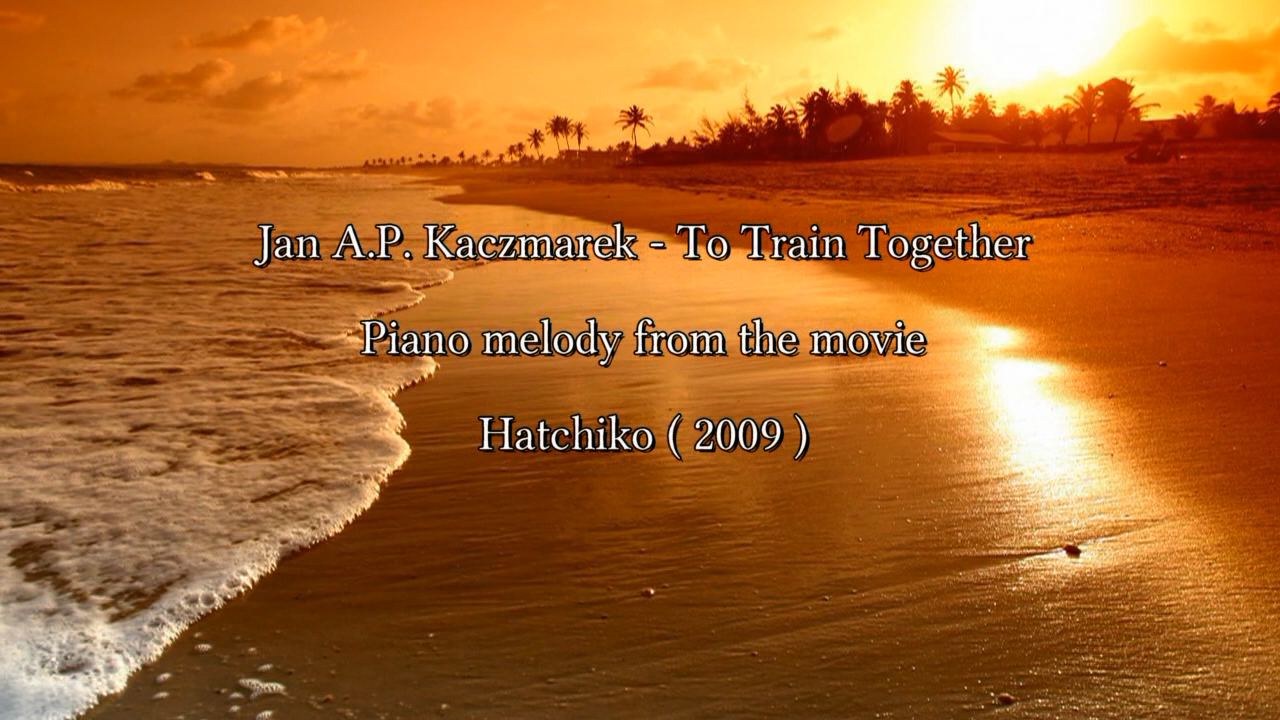 Jan A.P. Kaczmarek - To Train Together
Piano melody from the movie
Hatchiko ( 2009 )